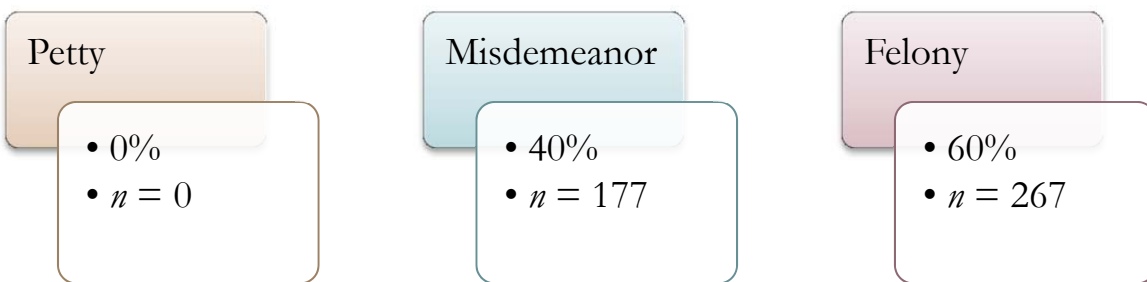 Petty
• 0%
• n = 0
Misdemeanor
• 40%
• n = 177
Felony
• 60%
• n = 267